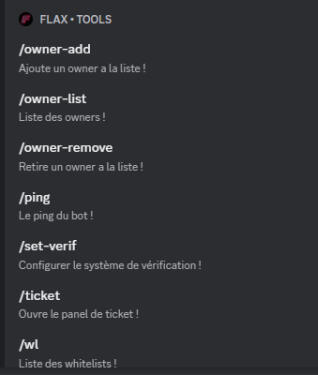 FLAX • TOOLS
/owner-add
Ajoute un owner a la liste !
/owner-list
Liste des owners !
/owner-remove
Retire un owner a la liste !
/ping
Le ping du bot !
/set-verif
Configurer le système de vérification !
/ticket
Ouvre le panel de ticket !
/wl
Liste des whitelists !